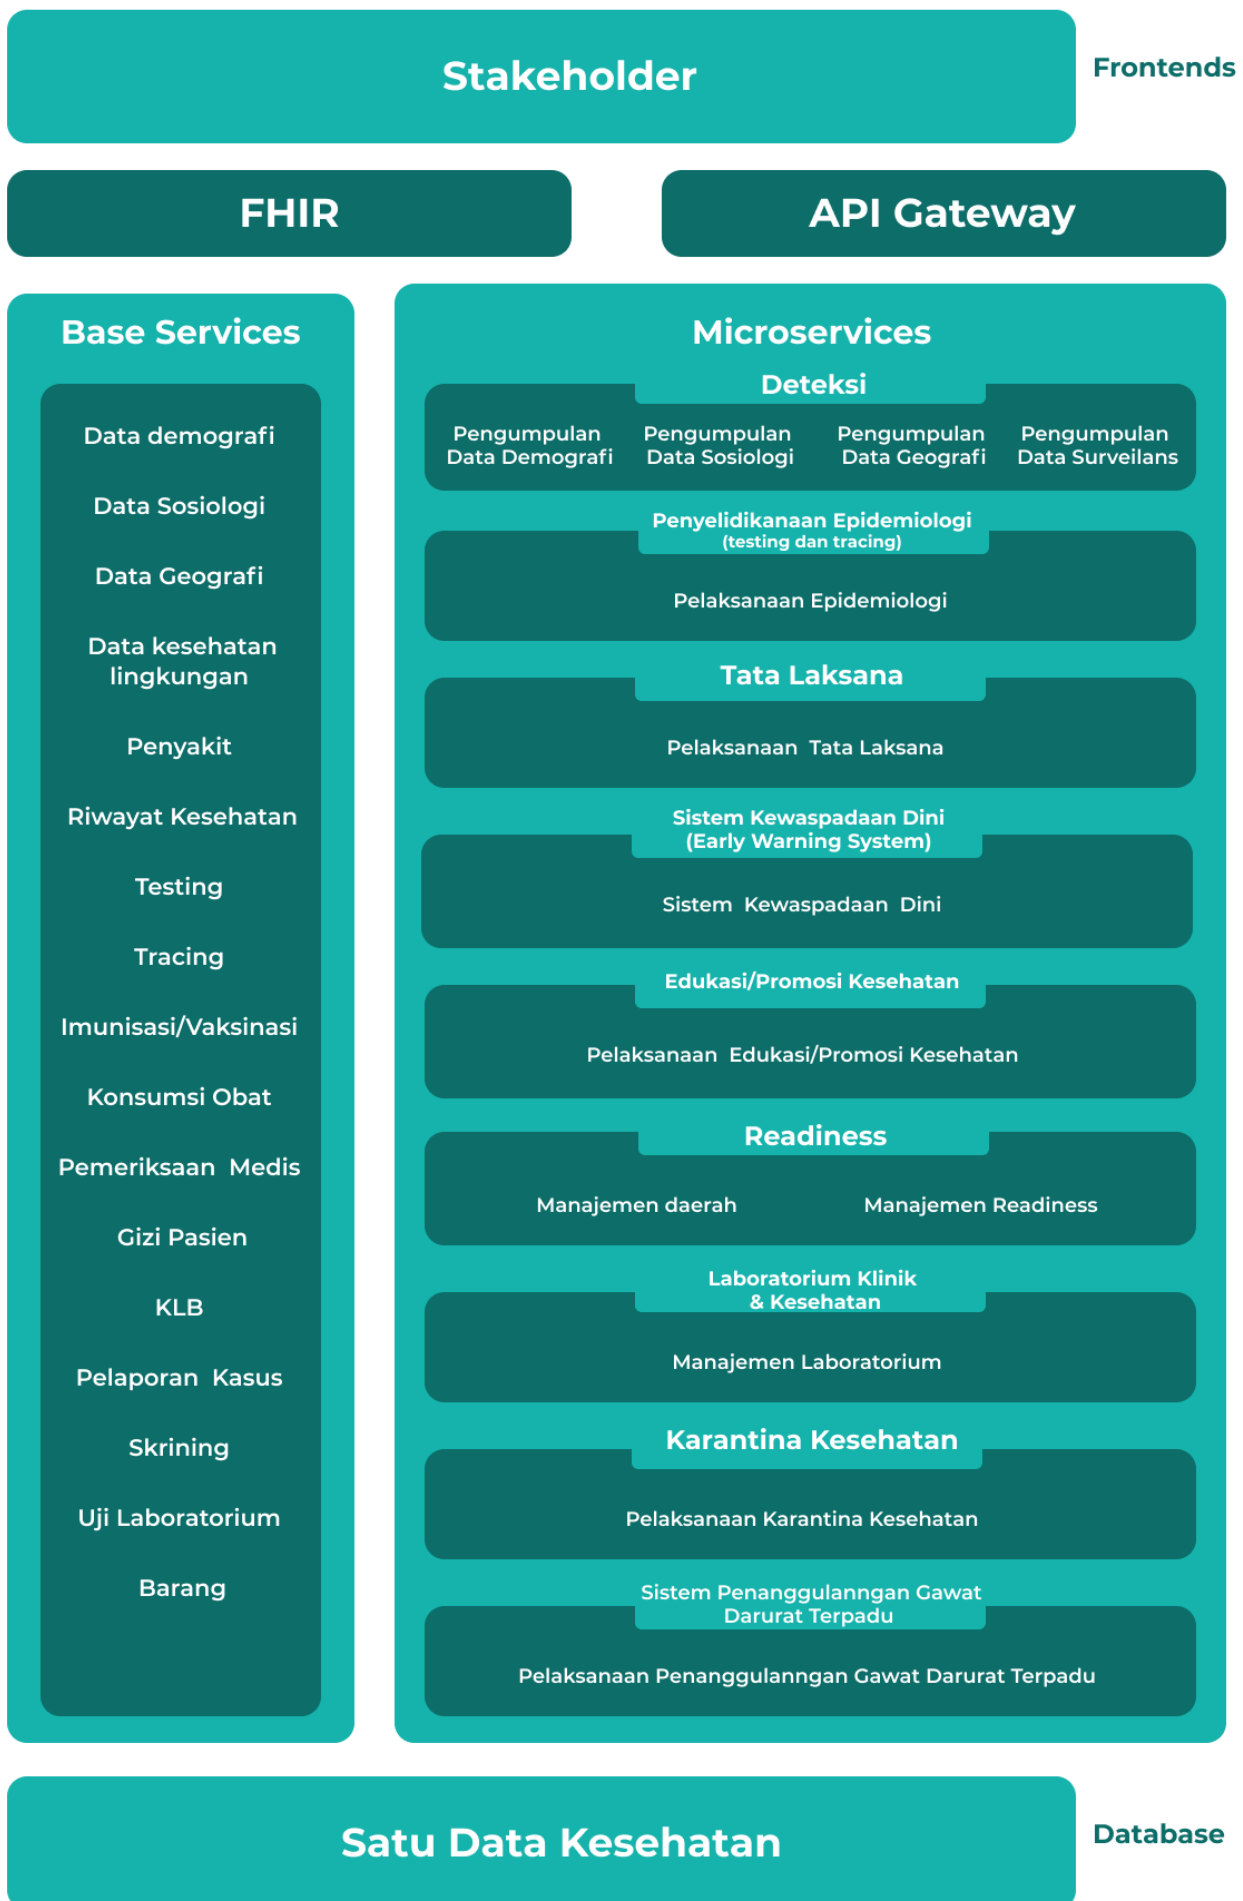 Stakeholder
Frontends
FHIR
API Gateway
Base Services
Data demografi
Data Sosiologi
Data Geografi
Data kesehatan
lingkungan
Penyakit
Riwayat Kesehatan
Testing
Tracing
Imunisasi/Vaksinasi
Konsumsi Obat
Pemeriksaan Medis
Gizi Pasien
KLB
Pelaporan Kasus
Skrining
Uji Laboratorium
Barang
Microservices
Deteksi
Pengumpulan
Data Demografi
Pengumpulan
Data Sosiologi
Pengumpulan
Data Geografi
Pengumpulan
Data Surveilans
Penyelidikanaan Epidemiologi
(testing dan tracing)
Pelaksanaan Epidemiologi
Tata Laksana
Pelaksanaan Tata Laksana
Sistem Kewaspadaan Dini
(Early Warning System)
Sistem Kewaspadaan Dini
Edukasi/Promosi Kesehatan
Pelaksanaan Edukasi/Promosi Kesehatan
Readiness
Manajemen daerah
Manajemen Readiness
Laboratorium Klinik
& Kesehatan
Manajemen Laboratorium
Karantina Kesehatan
Pelaksanaan Karantina Kesehatan
Sistem Penanggulanngan Gawat
Darurat Terpadu
Pelaksanaan Penanggulanngan Gawat Darurat Terpadu
Satu Data Kesehatan
Database